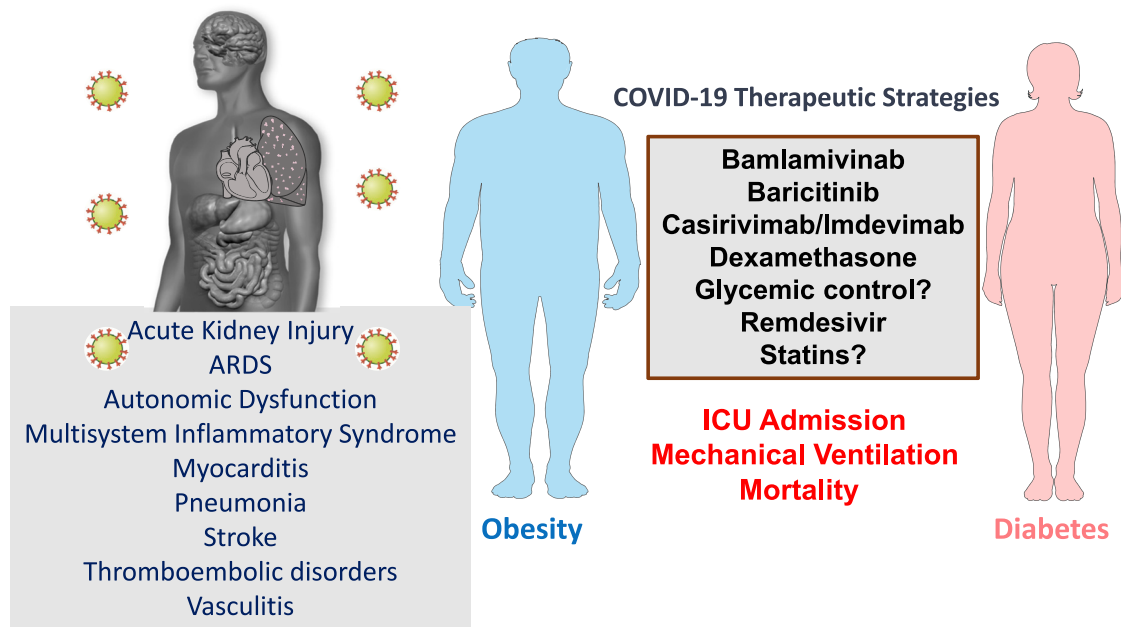 Acute Kidney Injury
ARDS
Autonomic Dysfunction
Multisystem Inflammatory Syndrome
Myocarditis
Pneumonia
Stroke
Thromboembolic disorders
Vasculitis
Obesity
COVID-19 Therapeutic Strategies
Bamlamivinab
Baricitinib
Casirivimab/Imdevimab
Dexamethasone
Glycemic control?
Remdesivir
Statins?
ICU Admission
Mechanical Ventilation
Mortality
Diabetes